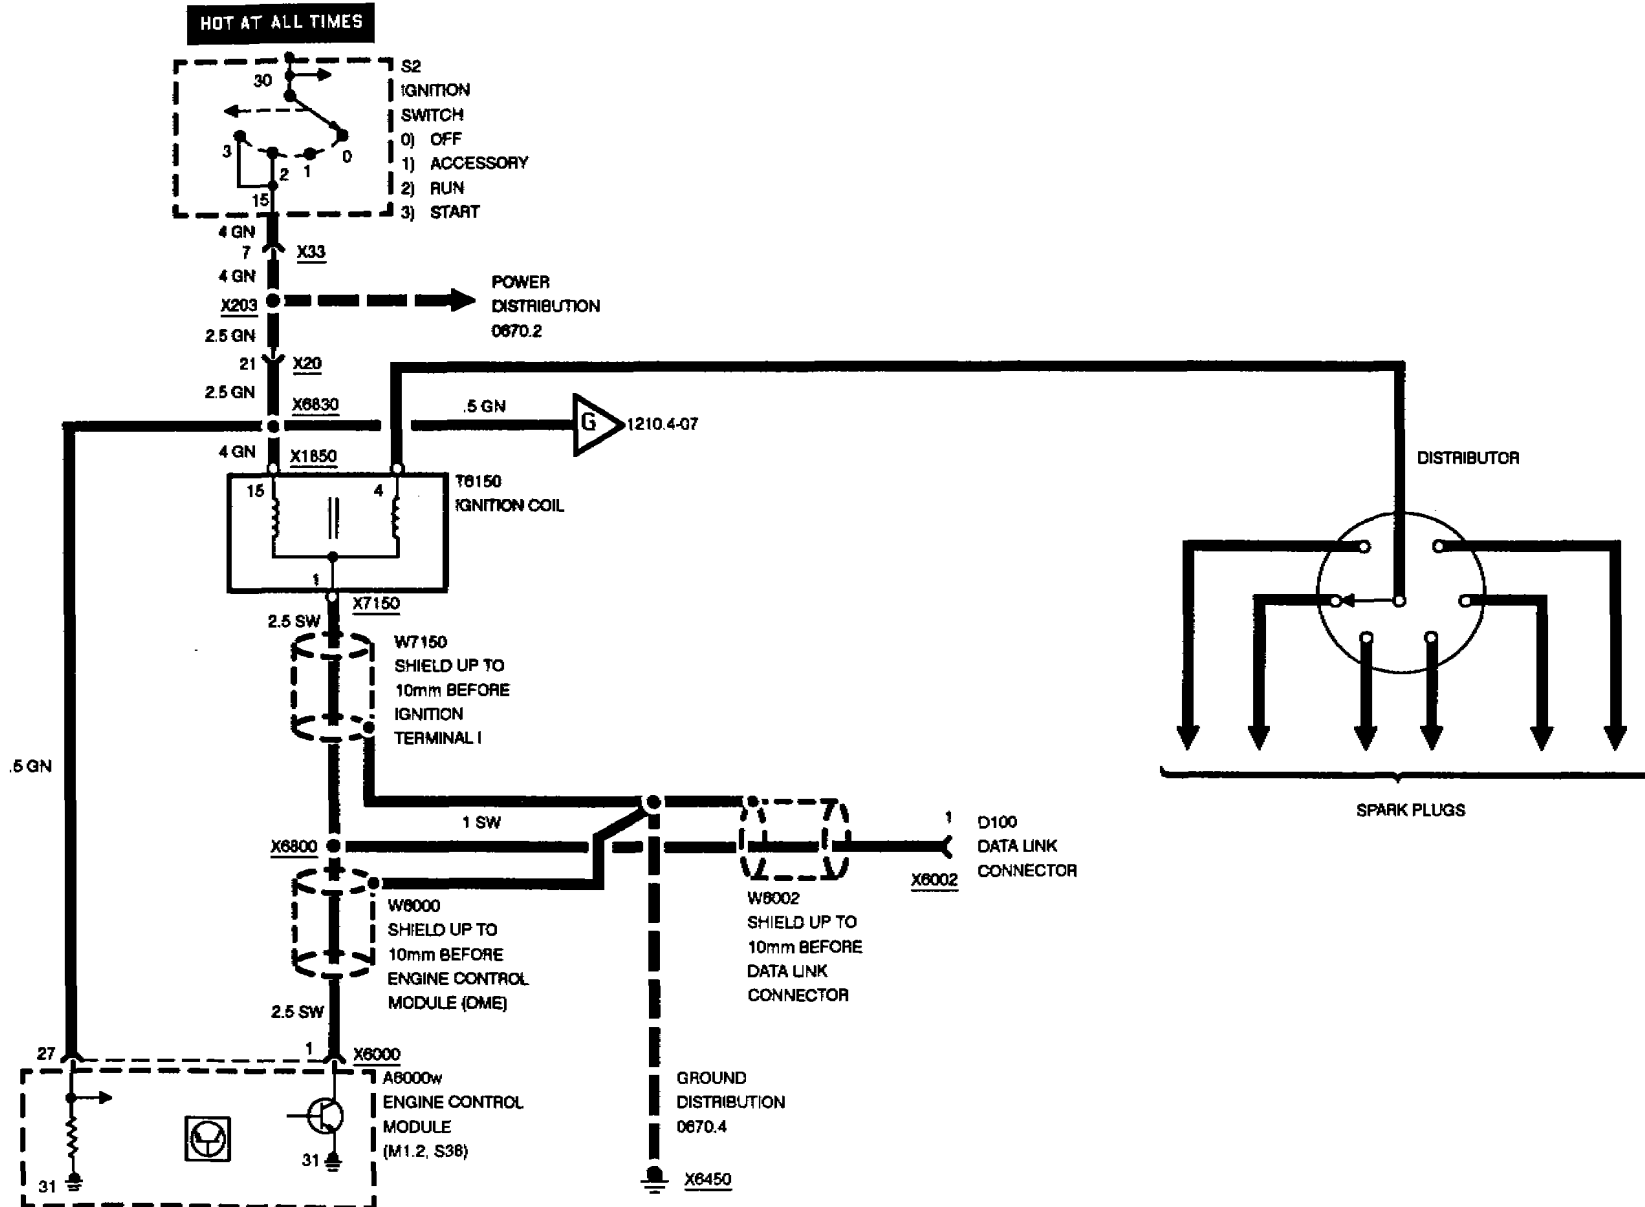 HOT AT ALL TIMES
30
3
2
1
0
15
S2
IGNITION
SWITCH
0) OFF
1) ACCESSORY
2) RUN
3) START
4 GN
7
X33
4 GN
X203
POWER
DISTRIBUTION
0670.2
2.5 GN
21
X20
2.5 GN
X6830
.5 GN
G
1210.4-07
4 GN
X1850
15
4
T6150
IGNITION COIL
1
X7150
DISTRIBUTOR
SPARK PLUGS
2.5 SW
W7150
SHIELD UP TO
10mm BEFORE
IGNITION
TERMINAL I
.5 GN
1 SW
X6800
1
D100
DATA LINK
CONNECTOR
X6002
W6002
SHIELD UP TO
10mm BEFORE
DATA LINK
CONNECTOR
W6000
SHIELD UP TO
10mm BEFORE
ENGINE CONTROL
MODULE (DME)
2.5 SW
27
1
X6000
A6000w
ENGINE CONTROL
MODULE
(M1.2, S38)
31
31
GROUND
DISTRIBUTION
0670.4
X6450